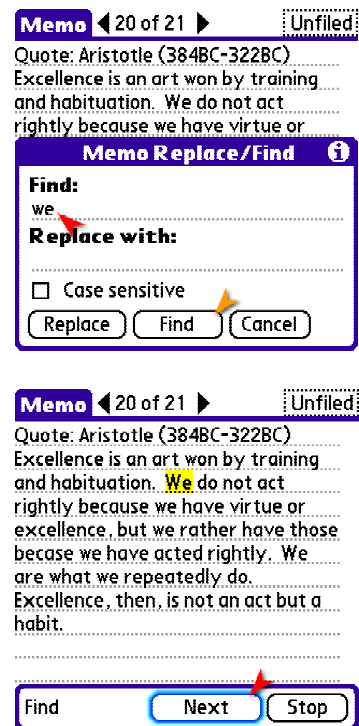 Memo 20 of 21 Unfiled
Quote: Aristotle (384BC-322BC)
Excellence is an art won by training
and habituation. We do not act
rightly because we have virtue or
Memo Replace/Find i
Find:
we
Replace with:
Case sensitive
Replace Find Cancel
Memo 20 of 21 Unfiled
Quote: Aristotle (384BC-322BC)
Excellence is an art won by training
and habituation. We do not act
rightly because we have virtue or
excellence, but we rather have those
becase we have acted rightly. We
are what we repeatedly do.
Excellence, then, is not an act but a
habit.
Find Next Stop